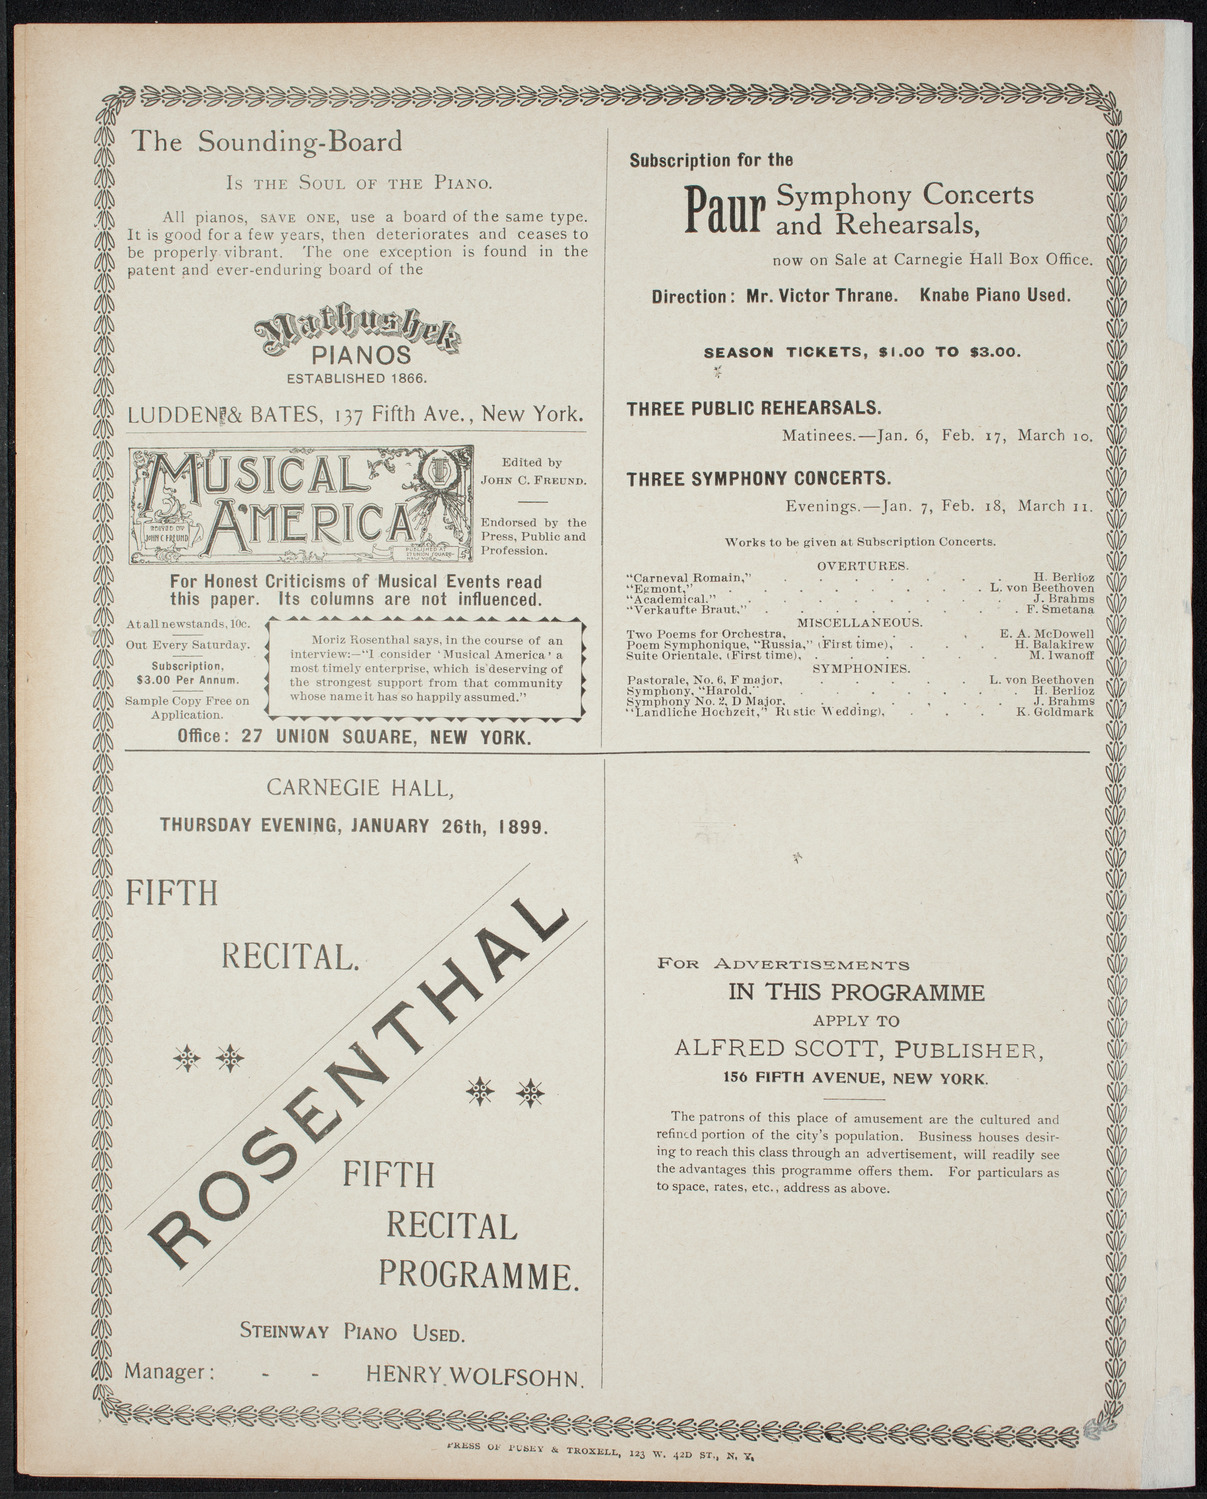 The Sounding-Board
IS THE SOUL OF THE PIANO.
All pianos, SAVE ONE, use a board of the same type.
It is good for a few years, then deteriorates and ceases to
be properly vibrant. The one exception is found in the
patent and ever-enduring board of the
Mathushek
PIANOS
ESTABLISHED 1866.
LUDDEN & BATES, 137 Fifth Ave., New York.
MUSICAL
AMERICA
EDITED BY
JOHN C FREUND
PUBLISHED AT
27 UNION SQUARE
NEW YORK
Edited by
JOHN C. FREUND.
Endorsed by the
Press, Public and
Profession.
For Honest Criticisms of Musical Events read
this paper. Its columns are not influenced.
At all newstands, 10c.
Out Every Saturday.
Subscription,
$3.00 Per Annum.
Sample Copy Free on
Application.
Moriz Rosenthal says, in the course of an
interview:—"I consider 'Musical America' a
most timely enterprise, which is deserving of
the strongest support from that community
whose name it has so happily assumed."
Office: 27 UNION SQUARE, NEW YORK.
Subscription for the
Paur Symphony Concerts
and Rehearsals,
now on Sale at Carnegie Hall Box Office.
Direction: Mr. Victor Thrane. Knabe Piano Used.
SEASON TICKETS, $1.00 TO $3.00.
THREE PUBLIC REHEARSALS.
Matinees.—Jan. 6, Feb. 17, March 10.
THREE SYMPHONY CONCERTS.
Evenings.—Jan. 7, Feb. 18, March 11.
Works to be given at Subscription Concerts.
OVERTURES.
"Carneval Romain," . . . . . . . H. Berlioz
"Egmont," . . . . . . . . L. von Beethoven
"Academical." . . . . . . . . J. Brahms
"Verkaufte Braut," . . . . . . . . F. Smetana
MISCELLANEOUS.
Two Poems for Orchestra, . . . . . E. A. McDowell
Poem Symphonique, "Russia," (First time), . . . H. Balakirew
Suite Orientale, (First time), . . . . . . M. Iwanoff
SYMPHONIES.
Pastorale, No. 6, F major, . . . . . L. von Beethoven
Symphony, "Harold." . . . . . . . H. Berlioz
Symphony No. 2, D Major, . . . . . . J. Brahms
"Landliche Hochzeit," Rustic Wedding), . . . K. Goldmark
CARNEGIE HALL,
THURSDAY EVENING, JANUARY 26th, 1899.
FIFTH
RECITAL.
ROSENTHAL
FIFTH
RECITAL
PROGRAMME.
STEINWAY PIANO USED.
Manager: - - HENRY WOLFSOHN.
FOR ADVERTISEMENTS
IN THIS PROGRAMME
APPLY TO
ALFRED SCOTT, PUBLISHER,
156 FIFTH AVENUE, NEW YORK.
The patrons of this place of amusement are the cultured and
refined portion of the city's population. Business houses desir-
ing to reach this class through an advertisement, will readily see
the advantages this programme offers them. For particulars as
to space, rates, etc., address as above.
PRESS OF PUSEY & TROXELL, 123 W. 42D ST., N. Y.